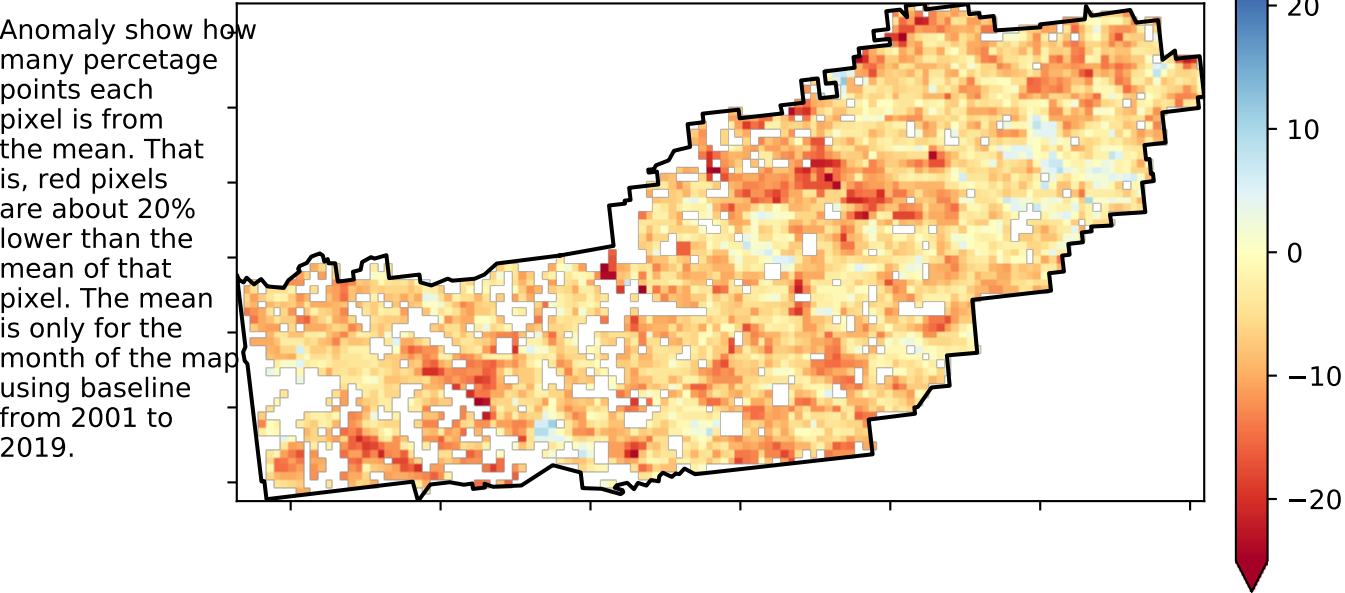 Anomaly show how
many percetage
points each
pixel is from
the mean. That
is, red pixels
are about 20%
lower than the
mean of that
pixel. The mean
is only for the
month of the map
using baseline
from 2001 to
2019.
20
10
0
−10
−20